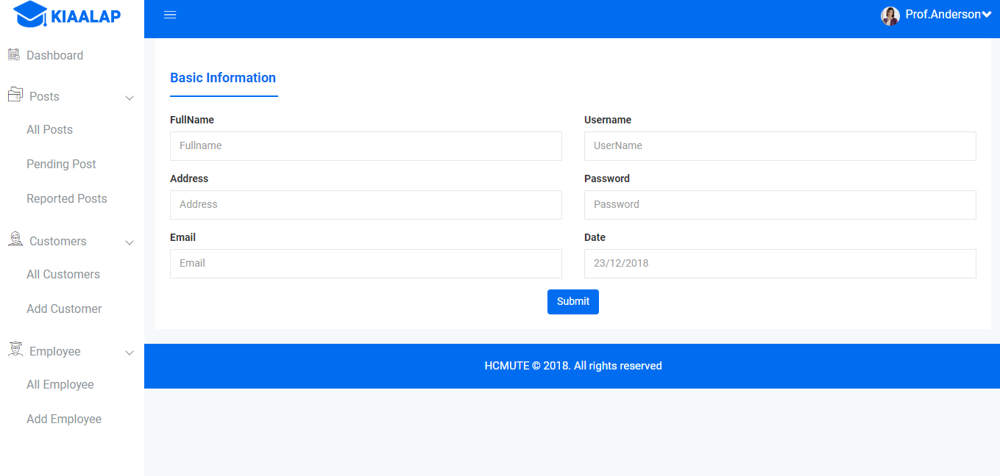 KIAALAP
Prof.Anderson
Dashboard
Posts
All Posts
Pending Post
Reported Posts
Customers
All Customers
Add Customer
Employee
All Employee
Add Employee
Basic Information
FullName
Fullname
Username
UserName
Address
Address
Password
Password
Email
Email
Date
23/12/2018
Submit
HCMUTE © 2018. All rights reserved